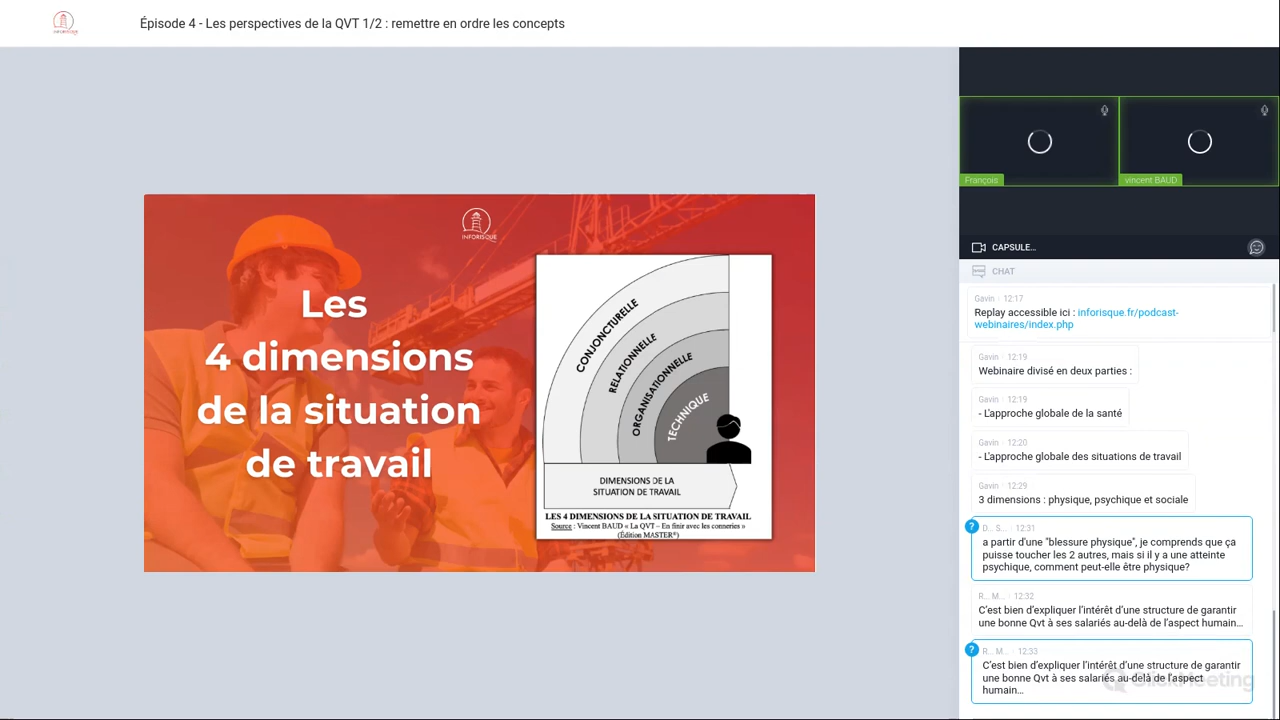 INFORISQUE
Épisode 4 - Les perspectives de la QVT 1/2 : remettre en ordre les concepts
INFORISQUE
Les
4 dimensions
de la situation
de travail
CONJONCTURELLE
RELATIONNELLE
ORGANISATIONNELLE
TECHNIQUE
DIMENSIONS DE LA
SITUATION DE TRAVAIL
LES 4 DIMENSIONS DE LA SITUATION DE TRAVAIL
Source : Vincent BAUD « La QVT – En finir avec les conneries »
(Édition MASTER®)
François
vincent BAUD
CAPSULE...
CHAT
Gavin · 12:17
Replay accessible ici : inforisque.fr/podcast-
webinaires/index.php
Gavin · 12:19
Webinaire divisé en deux parties :
Gavin · 12:19
- L'approche globale de la santé
Gavin · 12:20
- L'approche globale des situations de travail
Gavin · 12:29
3 dimensions : physique, psychique et sociale
?
D... S... · 12:31
a partir d'une "blessure physique", je comprends que ça
puisse toucher les 2 autres, mais si il y a une atteinte
psychique, comment peut-elle être physique?
R... M... · 12:32
C'est bien d'expliquer l'intérêt d'une structure de garantir
une bonne Qvt à ses salariés au-delà de l'aspect humain...
?
R... M... · 12:33
C'est bien d'expliquer l'intérêt d'une structure de garantir
une bonne Qvt à ses salariés au-delà de l'aspect
humain...
ClickMeeting